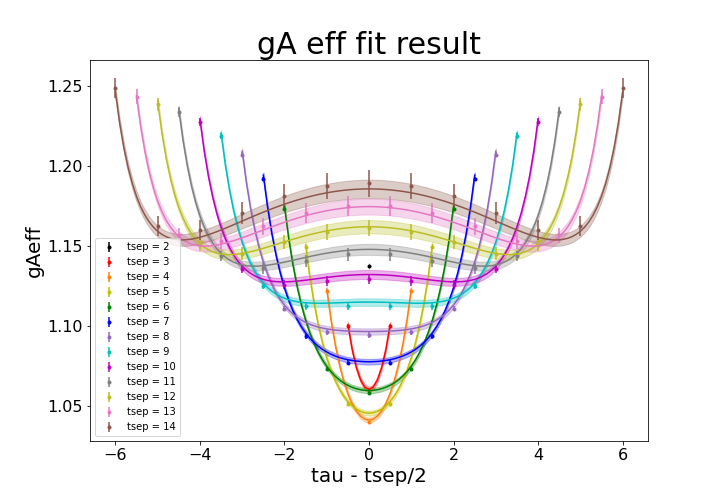 gA eff fit result
gAeff
1.25
1.20
1.15
1.10
1.05
tsep = 2
tsep = 3
tsep = 4
tsep = 5
tsep = 6
tsep = 7
tsep = 8
tsep = 9
tsep = 10
tsep = 11
tsep = 12
tsep = 13
tsep = 14
−6 −4 −2 0 2 4 6
tau - tsep/2